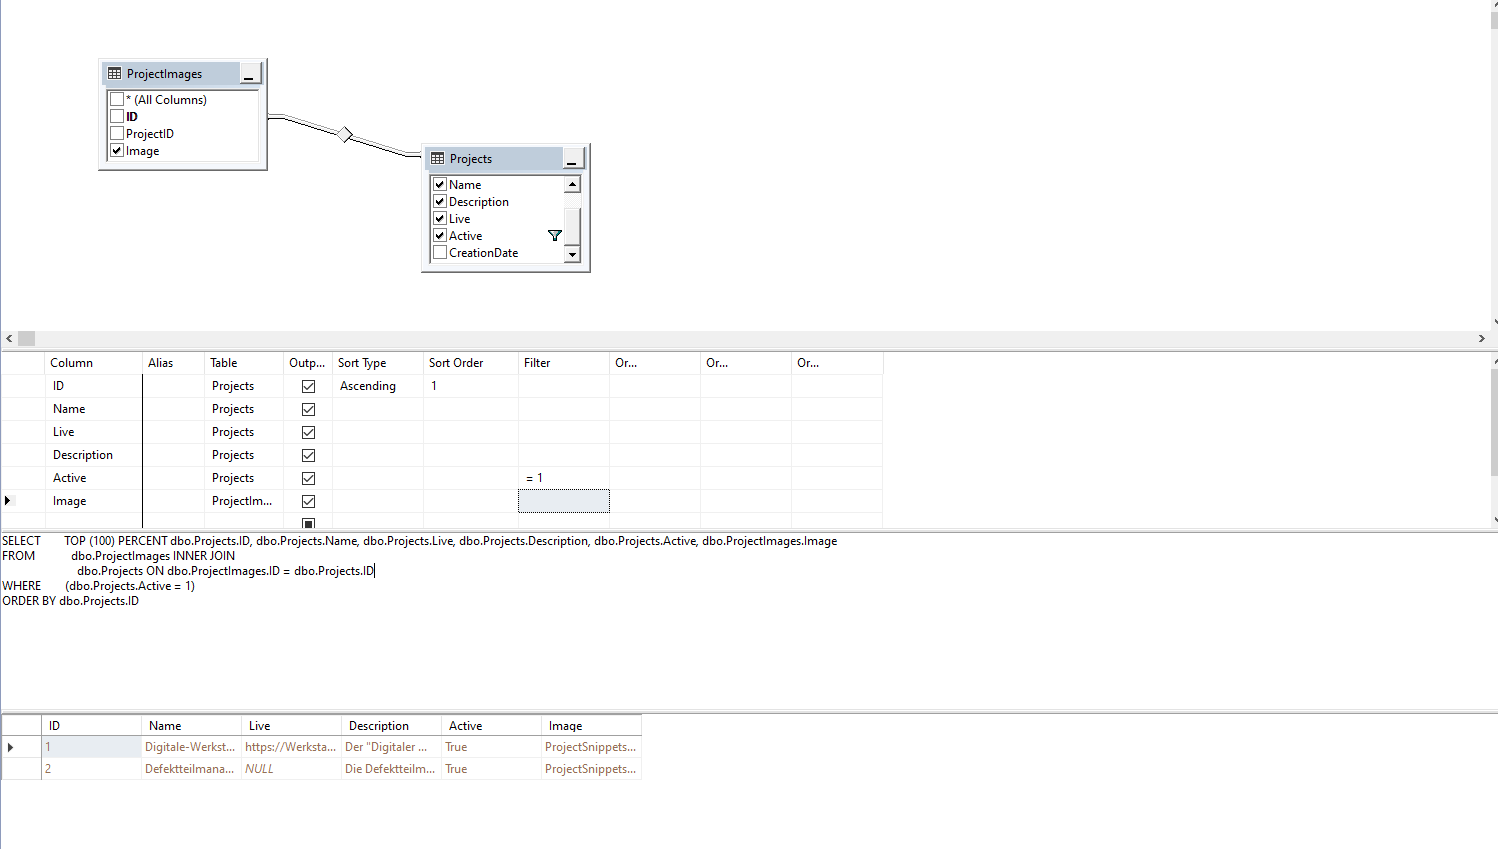 ProjectImages
* (All Columns)
ID
ProjectID
Image
Projects
Name
Description
Live
Active
CreationDate
Column Alias Table Outp... Sort Type Sort Order Filter Or... Or... Or...
ID Projects Ascending 1
Name Projects
Live Projects
Description Projects
Active Projects = 1
Image ProjectIm...
SELECT TOP (100) PERCENT dbo.Projects.ID, dbo.Projects.Name, dbo.Projects.Live, dbo.Projects.Description, dbo.Projects.Active, dbo.ProjectImages.Image
FROM dbo.ProjectImages INNER JOIN
dbo.Projects ON dbo.ProjectImages.ID = dbo.Projects.ID
WHERE (dbo.Projects.Active = 1)
ORDER BY dbo.Projects.ID
ID Name Live Description Active Image
1 Digitale-Werkst... https://Werksta... Der "Digitaler ... True ProjectSnippets...
2 Defektteilmana... NULL Die Defektteilm... True ProjectSnippets...